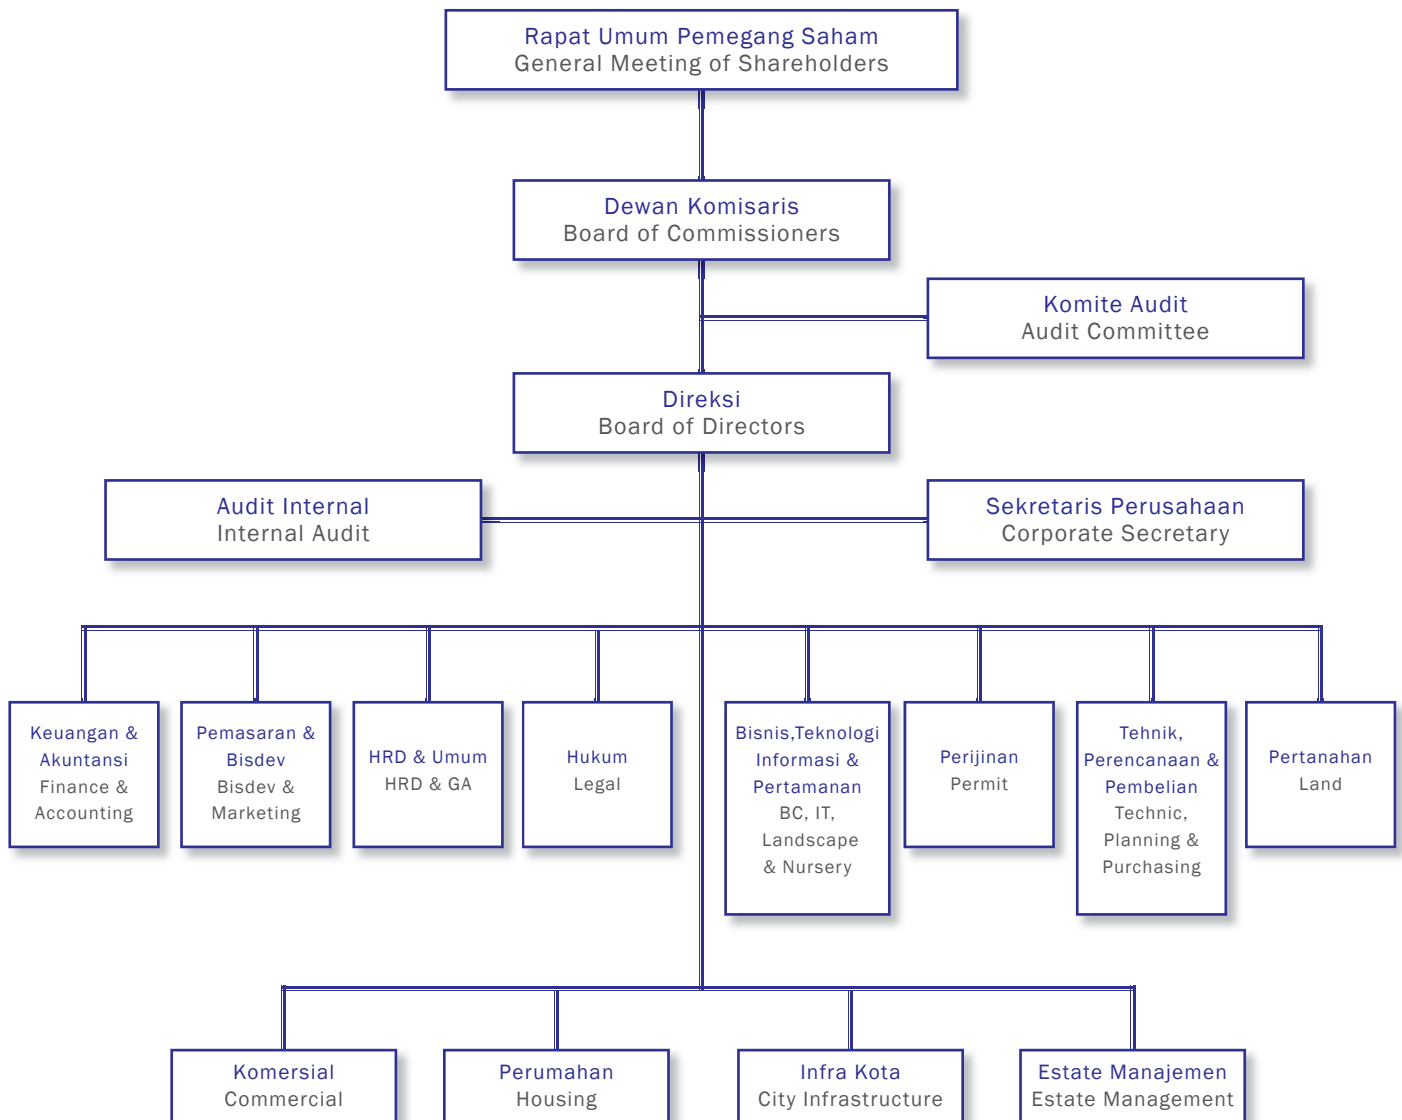 Rapat Umum Pemegang Saham
General Meeting of Shareholders
Dewan Komisaris
Board of Commissioners
Komite Audit
Audit Committee
Direksi
Board of Directors
Audit Internal
Internal Audit
Sekretaris Perusahaan
Corporate Secretary
Keuangan &
Akuntansi
Finance &
Accounting
Pemasaran &
Bisdev
Bisdev &
Marketing
HRD & Umum
HRD & GA
Hukum
Legal
Bisnis,Teknologi
Informasi &
Pertamanan
BC, IT,
Landscape
& Nursery
Perijinan
Permit
Tehnik,
Perencanaan &
Pembelian
Technic,
Planning &
Purchasing
Pertanahan
Land
Komersial
Commercial
Perumahan
Housing
Infra Kota
City Infrastructure
Estate Manajemen
Estate Management